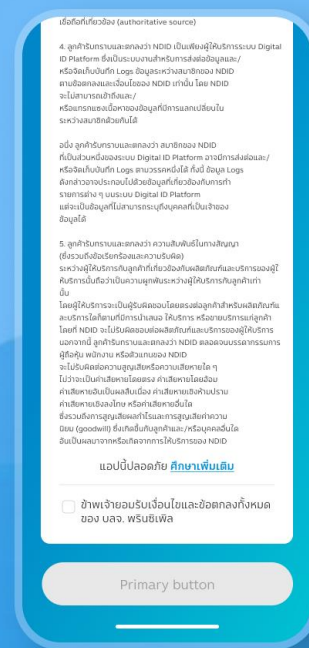 เชื่อถือที่เกี่ยวข้อง (authoritative source)
4. ลูกค้ารับทราบและตกลงว่า NDID เป็นเพียงผู้ให้บริการระบบ Digital
ID Platform ซึ่งเป็นระบบงานสำหรับการส่งต่อข้อมูลและ/
หรือจัดเก็บบันทึก Logs ข้อมูลระหว่างสมาชิกของ NDID
ตามข้อตกลงและเงื่อนไขของ NDID เท่านั้น โดย NDID
จะไม่สามารถเข้าถึงและ/
หรือแทรกแซงเนื้อหาของข้อมูลที่มีการแลกเปลี่ยนใน
ระหว่างสมาชิกด้วยกันได้
อนึ่ง ลูกค้ารับทราบและตกลงว่า สมาชิกของ NDID
ที่เป็นส่วนหนึ่งของระบบ Digital ID Platform อาจมีการส่งต่อและ/
หรือจัดเก็บบันทึก Logs ตามวรรคหนึ่งได้ ทั้งนี้ ข้อมูล Logs
ดังกล่าวอาจประกอบไปด้วยข้อมูลที่เกี่ยวข้องกับการทำ
รายการต่าง ๆ บนระบบ Digital ID Platform
แต่จะเป็นข้อมูลที่ไม่สามารถระบุถึงบุคคลที่เป็นเจ้าของ
ข้อมูลได้
5. ลูกค้ารับทราบและตกลงว่า ความสัมพันธ์ในทางสัญญา
(ซึ่งรวมถึงข้อเรียกร้องและความรับผิด)
ระหว่างผู้ให้บริการกับลูกค้าที่เกี่ยวข้องกับผลิตภัณฑ์และบริการของผู้ใ
ห้บริการนั้นถือว่าเป็นความผูกพันระหว่างผู้ให้บริการกับลูกค้าเท่า
นั้น
โดยผู้ให้บริการจะเป็นผู้รับผิดชอบโดยตรงต่อลูกค้าสำหรับผลิตภัณฑ์แ
ละบริการใดก็ตามที่มีการนำเสนอ ให้บริการ หรือขายบริการแก่ลูกค้า
โดยที่ NDID จะไม่รับผิดชอบต่อผลิตภัณฑ์และบริการของผู้ให้บริการ
นอกจากนี้ ลูกค้ารับทราบและตกลงว่า NDID ตลอดจนบรรดากรรมการ
ผู้ถือหุ้น พนักงาน หรือตัวแทนของ NDID
จะไม่รับผิดต่อความสูญเสียหรือความเสียหายใด ๆ
ไม่ว่าจะเป็นค่าเสียหายโดยตรง ค่าเสียหายโดยอ้อม
ค่าเสียหายอันเป็นผลสืบเนื่อง ค่าเสียหายเชิงห้ามปราม
ค่าเสียหายเชิงลงโทษ หรือค่าเสียหายอื่นใด
ซึ่งรวมถึงการสูญเสียผลกำไรและการสูญเสียค่าความ
นิยม (goodwill) ซึ่งเกิดขึ้นกับลูกค้าและ/หรือบุคคลอื่นใด
อันเป็นผลมาจากหรือเกิดจากการให้บริการของ NDID
แอปนี้ปลอดภัย ศึกษาเพิ่มเติม
ข้าพเจ้ายอมรับเงื่อนไขและข้อตกลงทั้งหมด
ของ บลจ. พรินซิเพิล
Primary button